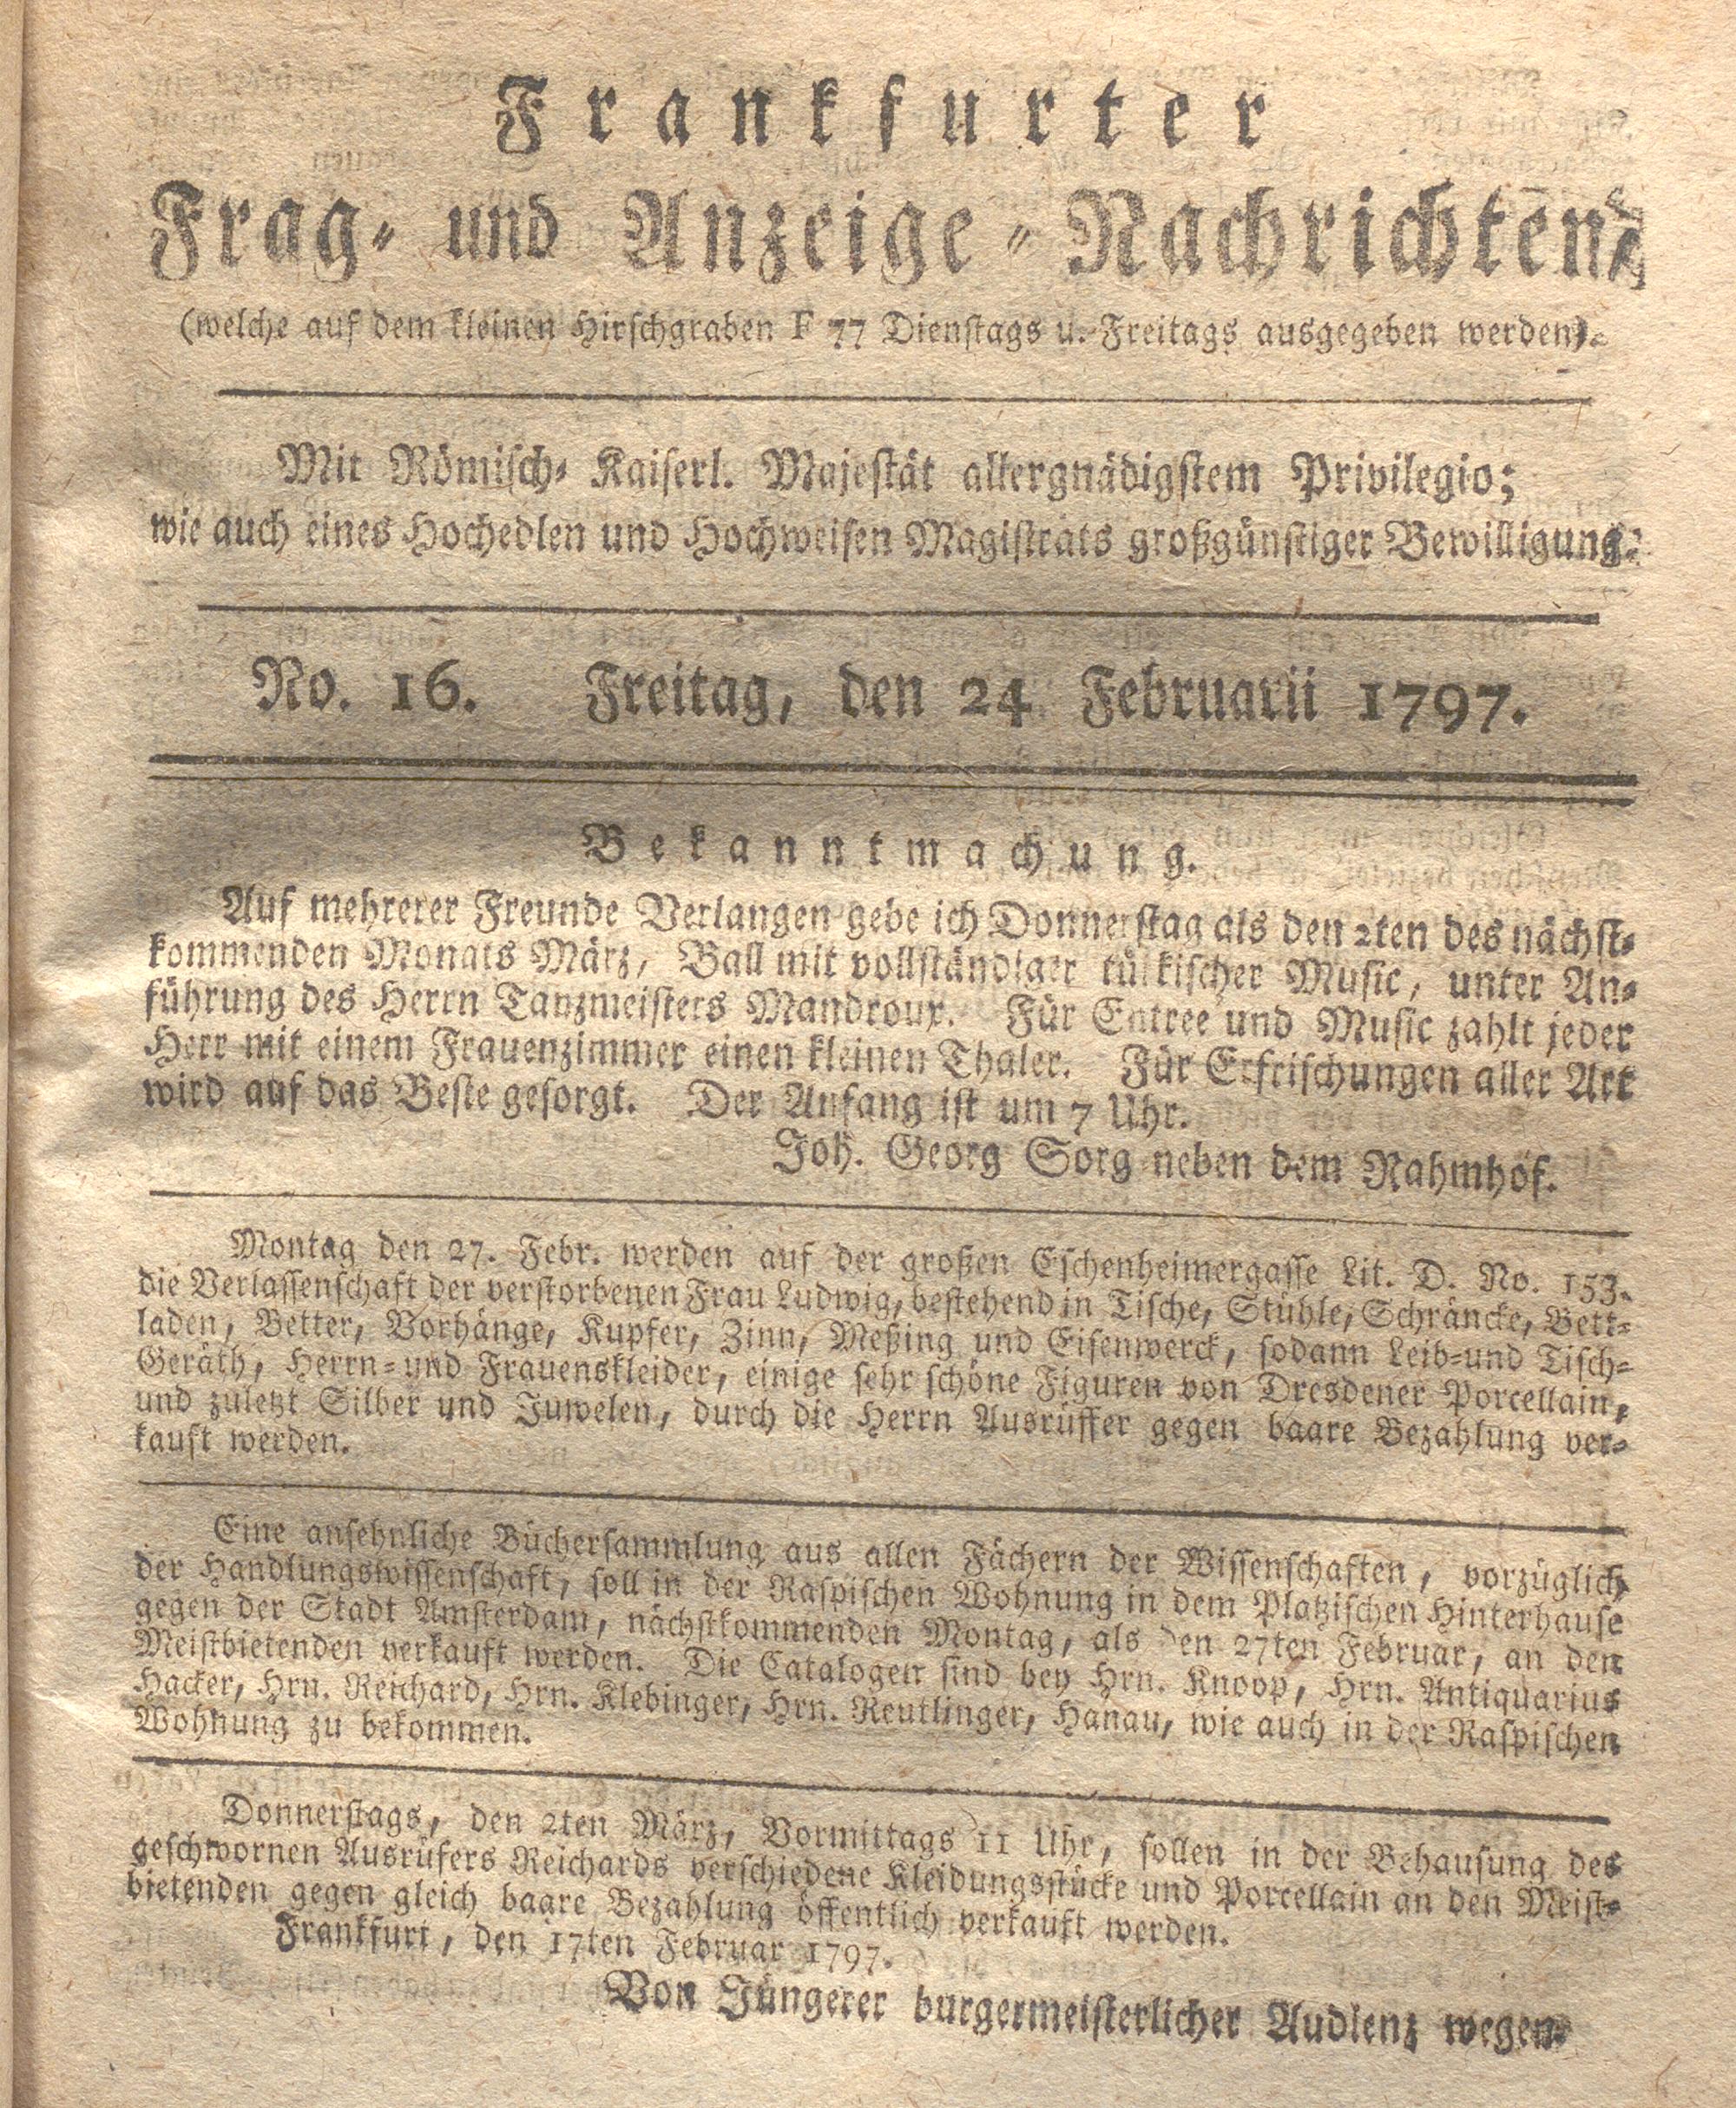 Frankfurter
Frag- und Anzeige-Nachrichten
(welche auf dem kleinen Hirschgraben F 77 Dienstags u. Freitags ausgegeben werden).
Mit Römisch-Kaiserl. Majestät allergnädigstem Privilegio;
wie auch eines Hochedlen und Hochweisen Magistrats großgünstiger Bewilligung.
No. 16. Freitag, den 24 Februarii 1797.
Bekanntmachung.
Auf mehrerer Freunde Verlangen gebe ich Donnerstag als den 2ten des nächst-
kommenden Monats März, Ball mit vollständiger türkischer Music, unter An-
führung des Herrn Tanzmeisters Mandroux. Für Entree und Music zahlt jeder
Herr mit einem Frauenzimmer einen kleinen Thaler. Für Erfrischungen aller Art
wird auf das Beste gesorgt. Der Anfang ist um 7 Uhr.
Joh. Georg Sorg neben dem Rahmhof.
Montag den 27. Febr. werden auf der großen Eschenheimergasse Lit. D. No. 153.
die Verlassenschaft der verstorbenen Frau Ludwig, bestehend in Tische, Stühle, Schräncke, Bett-
laden, Better, Vorhänge, Kupfer, Zinn, Meßing und Eisenwerck, sodann Leib- und Tisch-
Geräth, Herrn- und Frauenskleider, einige sehr schöne Figuren von Dresdener Porcellain,
und zuletzt Silber und Juwelen, durch die Herrn Ausrüffer gegen baare Bezahlung ver-
kauft werden.
Eine ansehnliche Büchersammlung aus allen Fächern der Wissenschaften, vorzüglich
der Handlungswissenschaft, soll in der Raspischen Wohnung in dem Platzischen Hinterhause
gegen der Stadt Amsterdam, nächstkommenden Montag, als den 27ten Februar, an den
Meistbietenden verkauft werden. Die Catalogen sind bey Hrn. Knoop, Hrn. Antiquarius
Hacker, Hrn. Reichard, Hrn. Klebinger, Hrn. Reutlinger, Hanau, wie auch in der Raspischen
Wohnung zu bekommen.
Donnerstags, den 2ten März, Vormittags 11 Uhr, sollen in der Behausung des
geschwornen Ausrüfers Reichards verschiedene Kleidungsstücke und Porcellain an den Meist-
bietenden gegen gleich baare Bezahlung öffentlich verkauft werden.
Frankfurt, den 17ten Februar 1797.
Von Jüngerer burgermeisterlicher Audienz wegen.